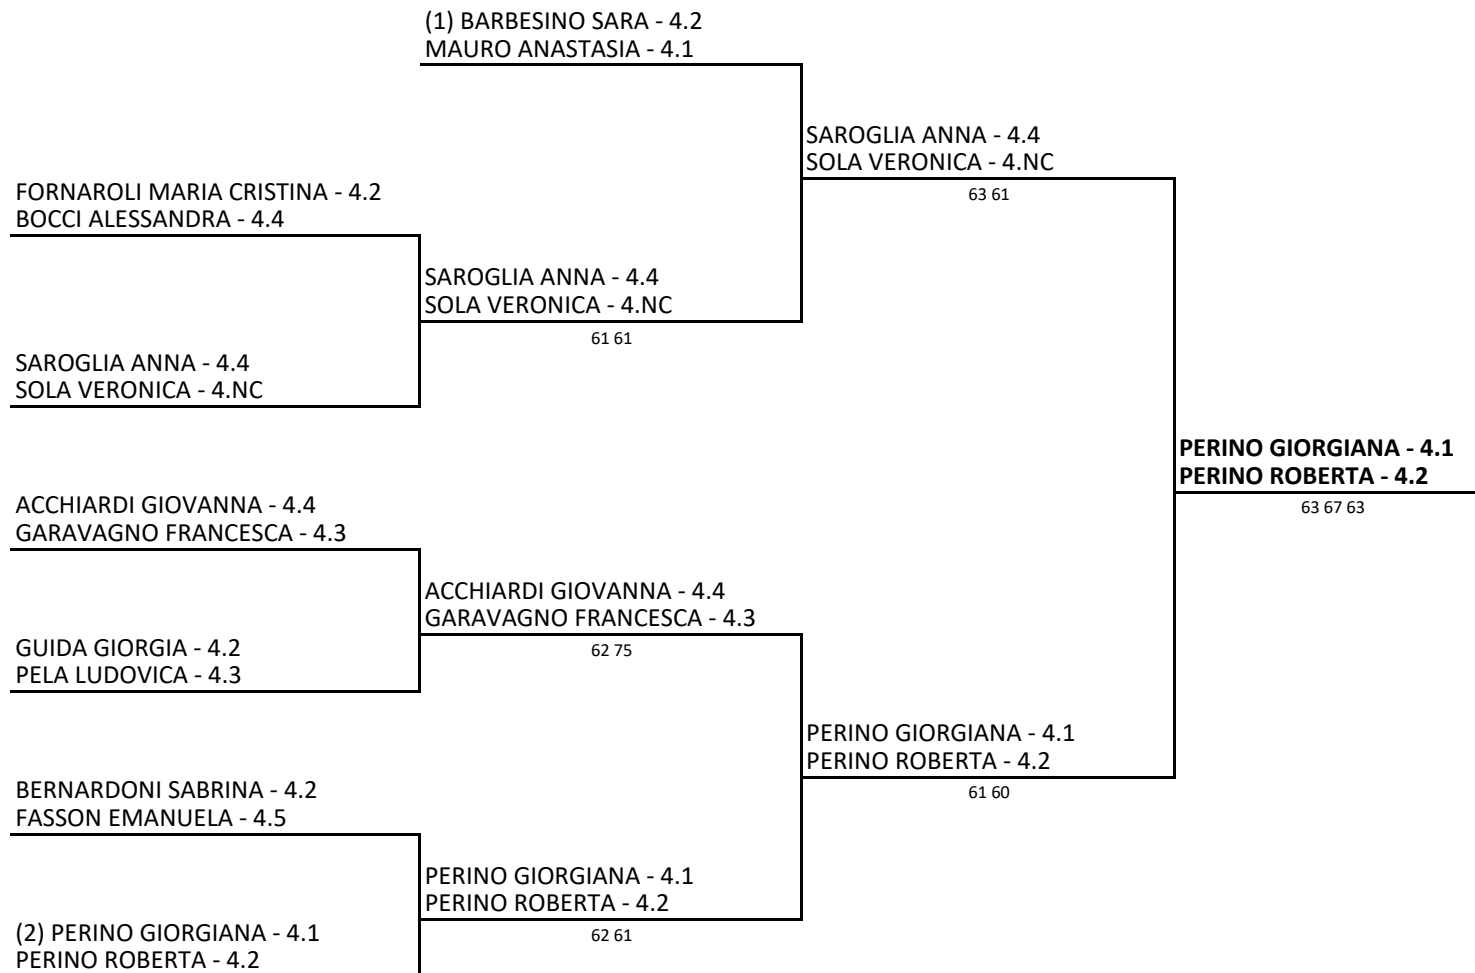 (1) BARBESINO SARA - 4.2
MAURO ANASTASIA - 4.1
SAROGLIA ANNA - 4.4
SOLA VERONICA - 4.NC
63 61
FORNAROLI MARIA CRISTINA - 4.2
BOCCI ALESSANDRA - 4.4
SAROGLIA ANNA - 4.4
SOLA VERONICA - 4.NC
61 61
SAROGLIA ANNA - 4.4
SOLA VERONICA - 4.NC
PERINO GIORGIANA - 4.1
PERINO ROBERTA - 4.2
63 67 63
ACCHIARDI GIOVANNA - 4.4
GARAVAGNO FRANCESCA - 4.3
ACCHIARDI GIOVANNA - 4.4
GARAVAGNO FRANCESCA - 4.3
62 75
GUIDA GIORGIA - 4.2
PELA LUDOVICA - 4.3
PERINO GIORGIANA - 4.1
PERINO ROBERTA - 4.2
61 60
BERNARDONI SABRINA - 4.2
FASSON EMANUELA - 4.5
PERINO GIORGIANA - 4.1
PERINO ROBERTA - 4.2
62 61
(2) PERINO GIORGIANA - 4.1
PERINO ROBERTA - 4.2